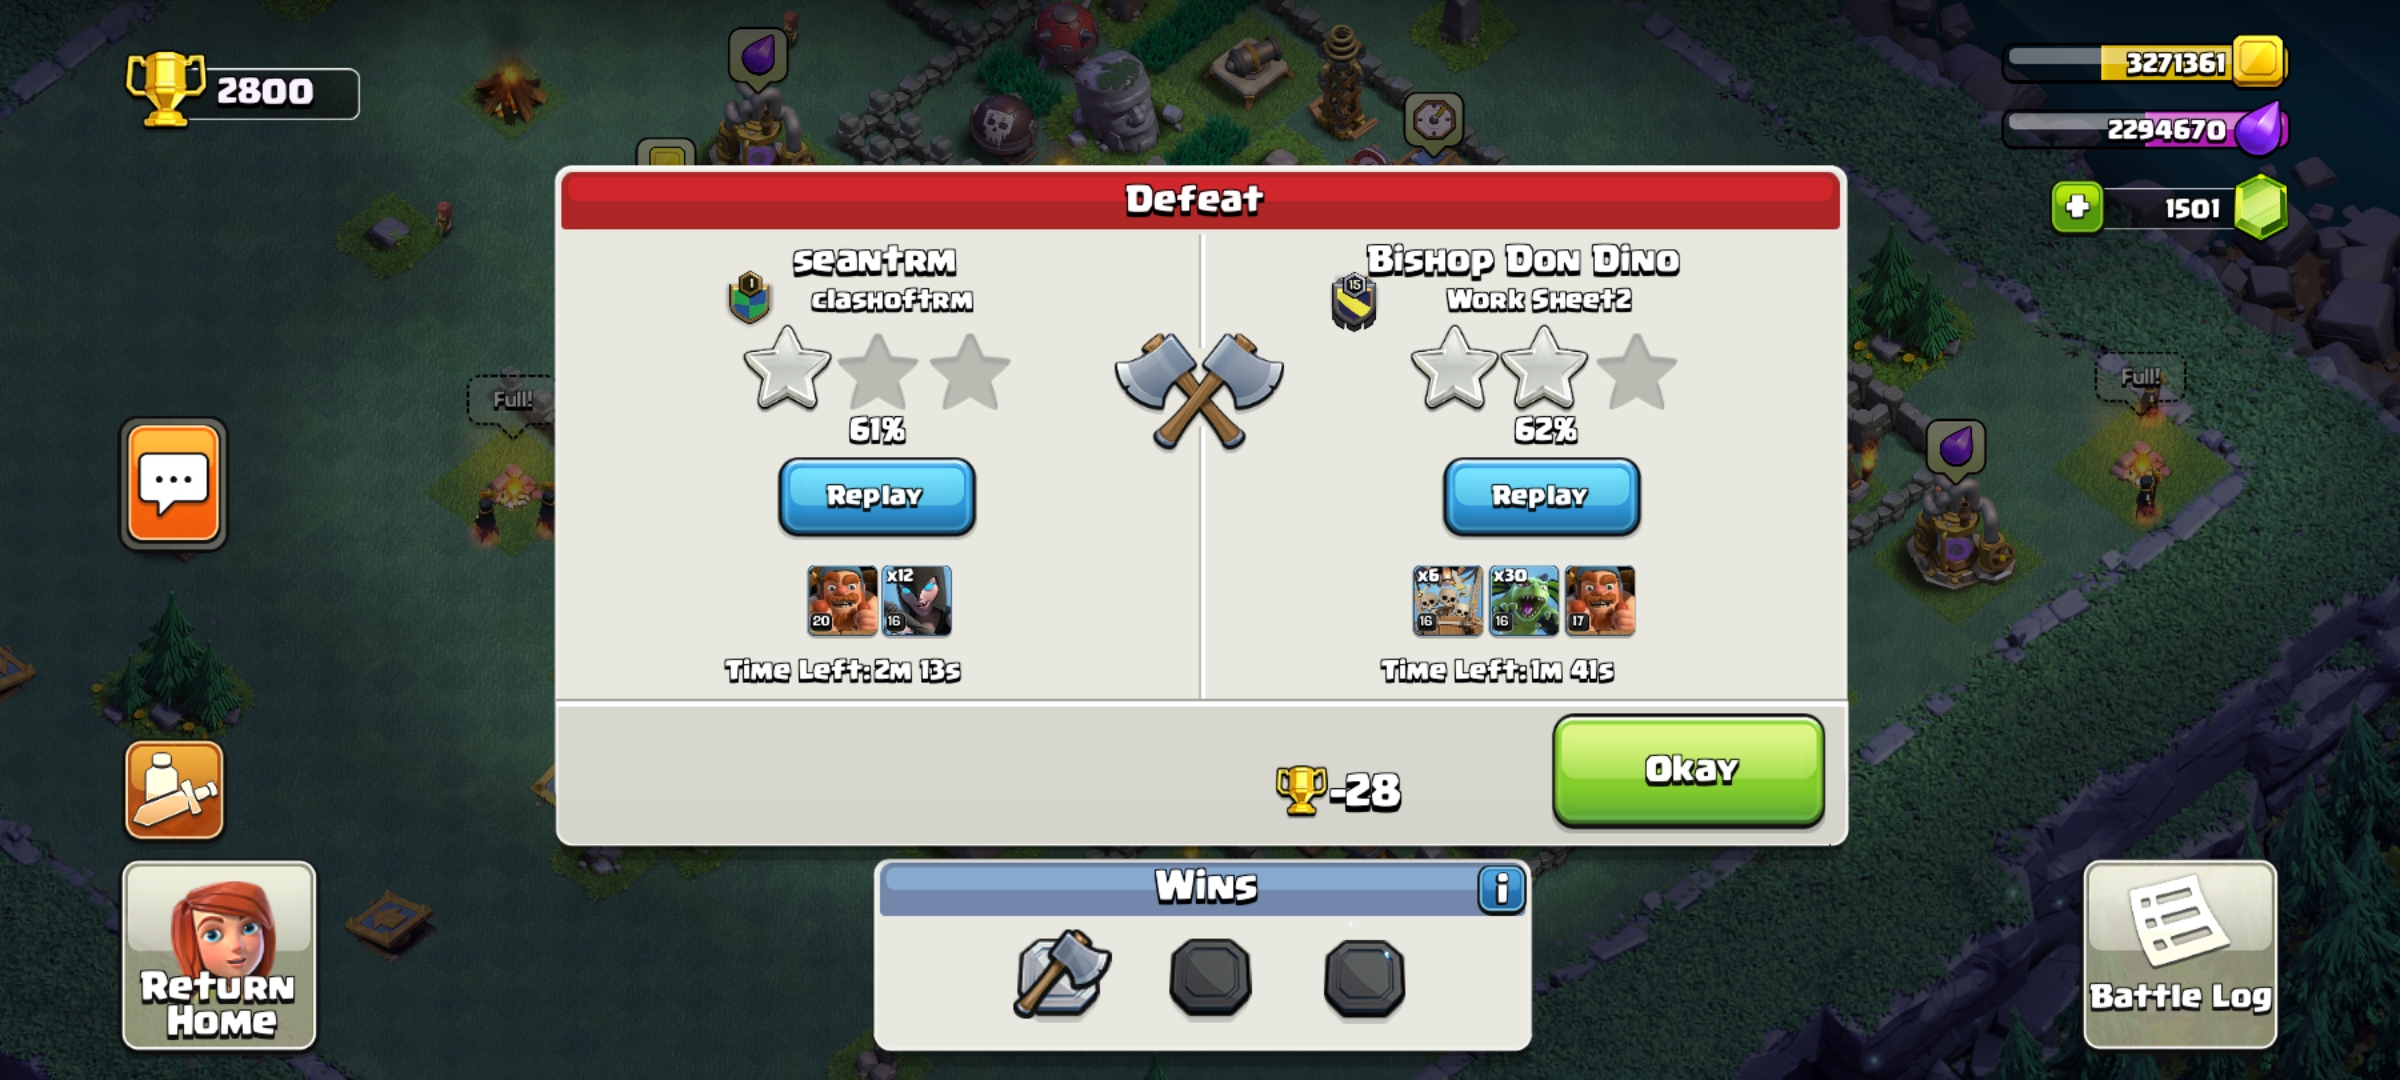 2800
3271361
2294670
1501
Defeat
seantrm
1
clashoftrm
61%
Replay
20
x12
16
Time Left:2m 13s
Bishop Don Dino
15
Work Sheet2
62%
Replay
x6
16
x30
16
17
Time Left:1m 41s
Full!
Full!
-28
Okay
Wins
i
Return
Home
Battle Log